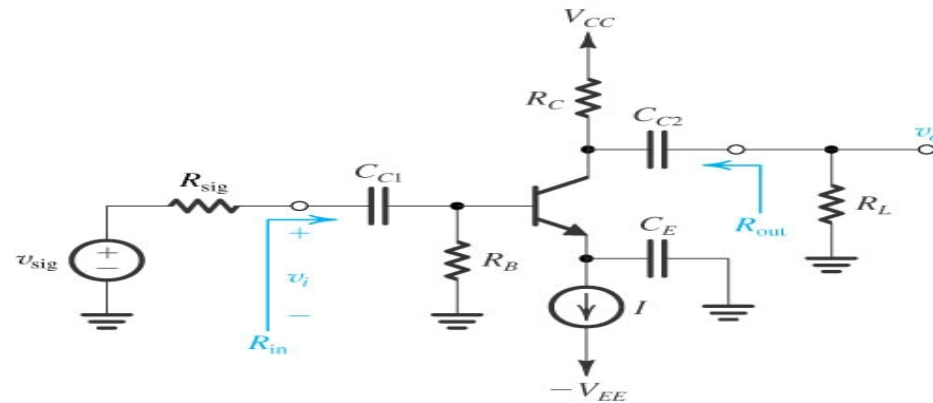 V_CC
R_C
C_C2
C_C1
R_sig
R_out
R_L
+
v_sig
−
+
v_i
−
R_B
C_E
I
R_in
−V_EE